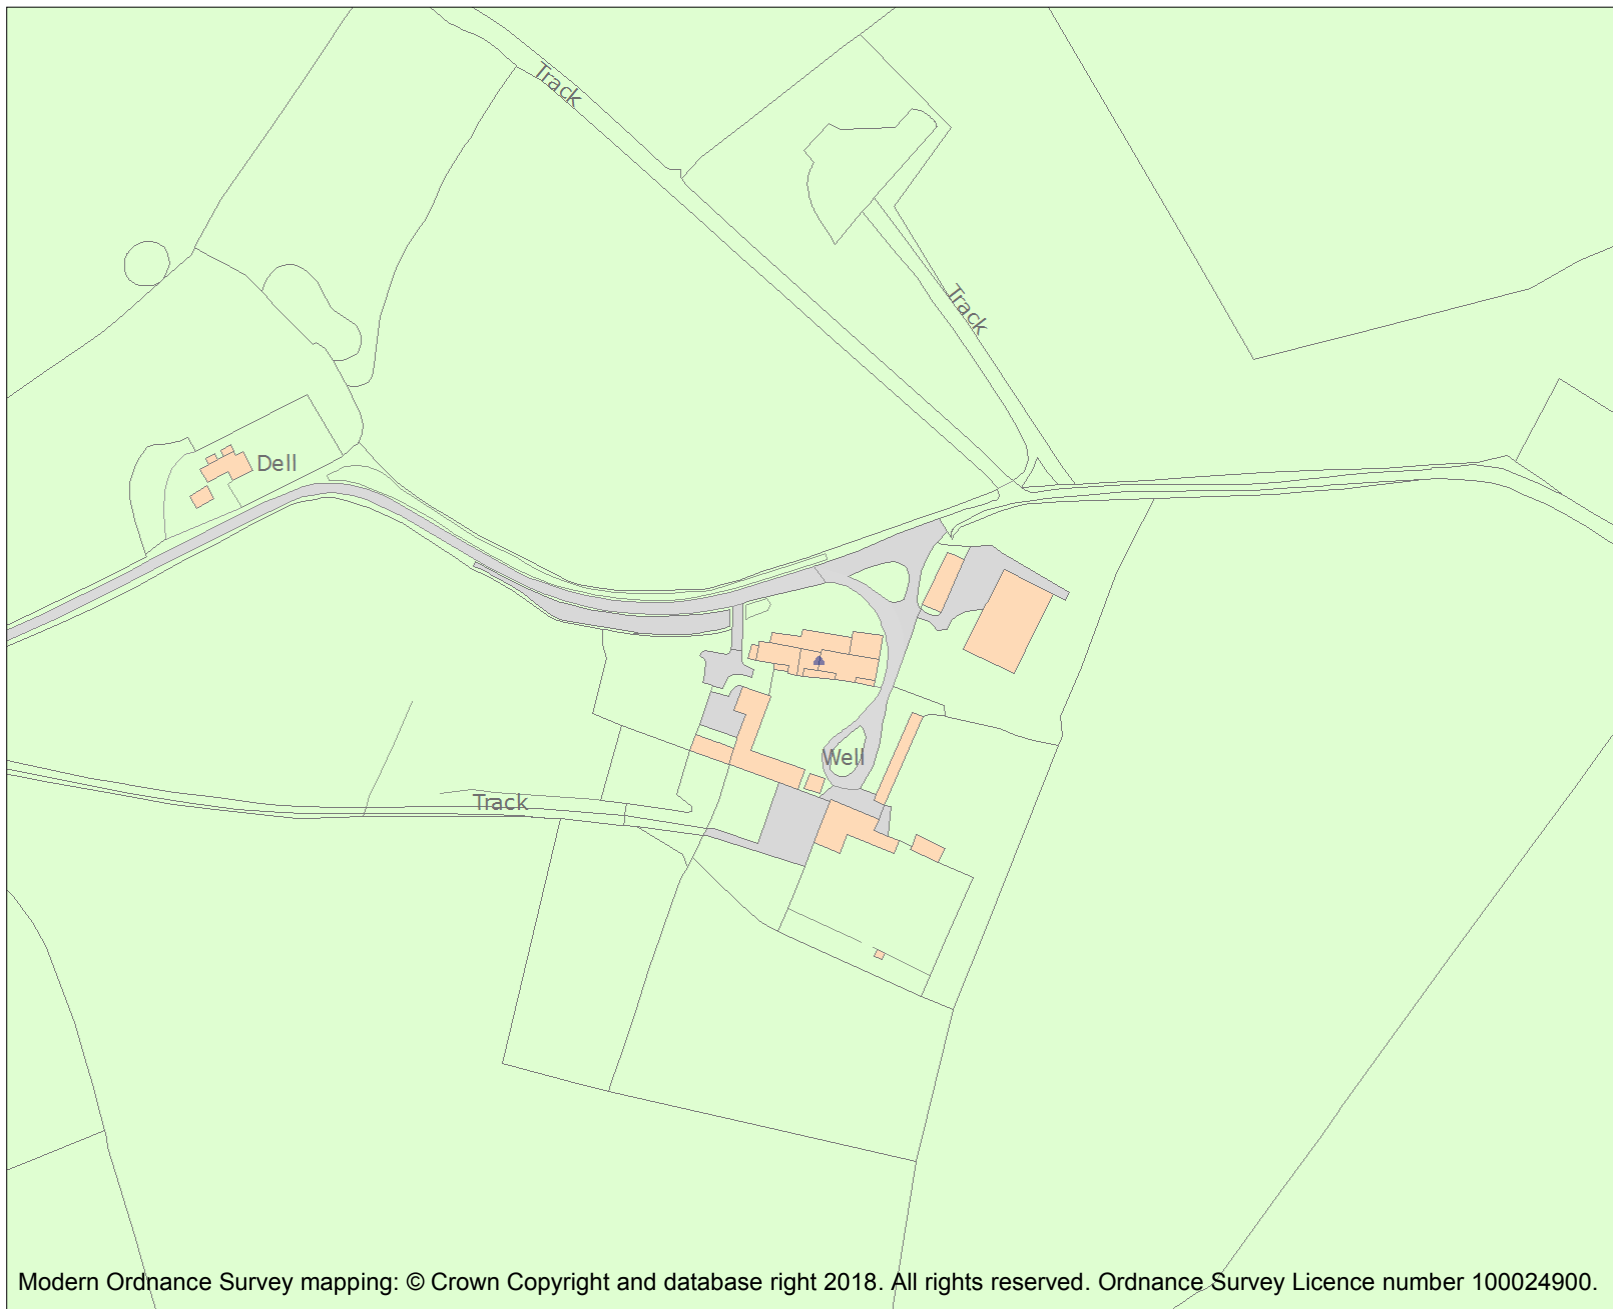 Track
Track
Dell
Well
Track
Modern Ordnance Survey mapping: © Crown Copyright and database right 2018. All rights reserved. Ordnance Survey Licence number 100024900.